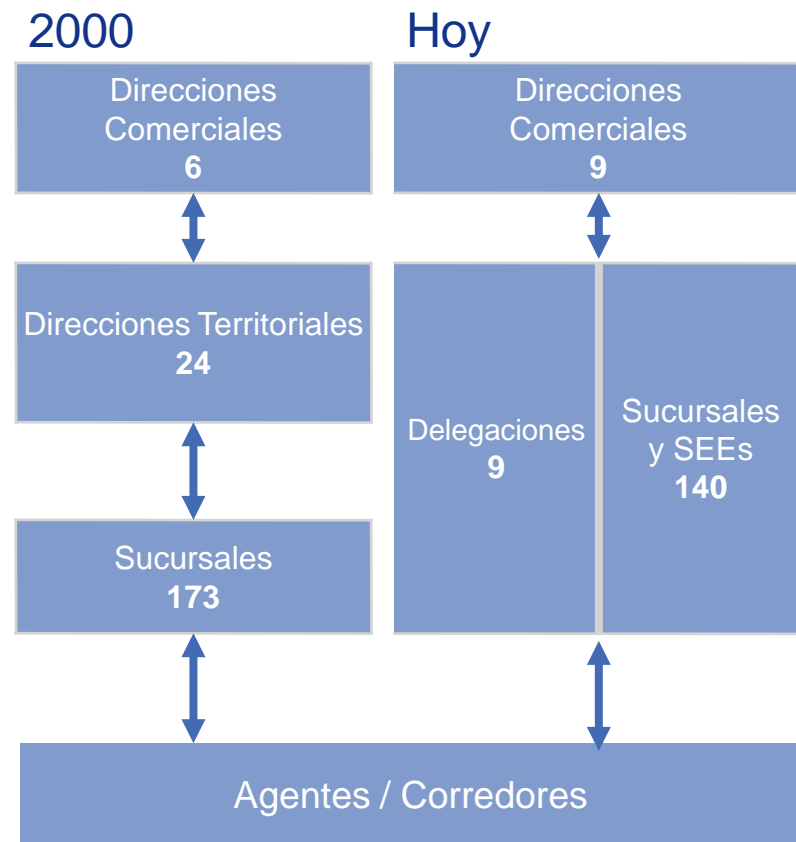 2000
Direcciones
Comerciales
6
Direcciones Territoriales
24
Sucursales
173
Hoy
Direcciones
Comerciales
9
Delegaciones
9
Sucursales
y SEEs
140
Agentes / Corredores